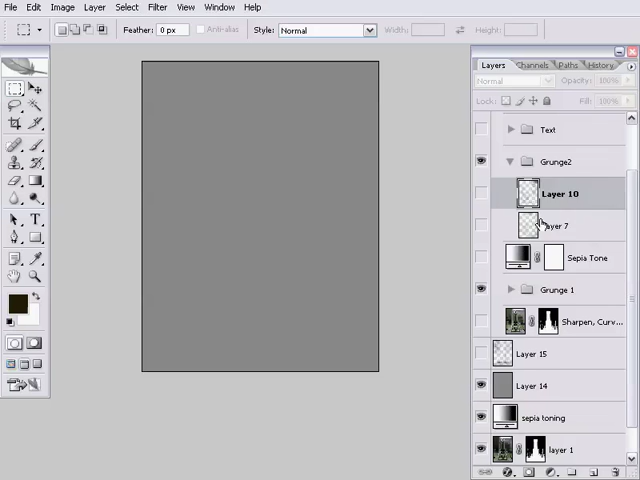 File Edit Image Layer Select Filter View Window Help
Feather: 0 px Anti-alias Style: Normal Width: Height:
Layers Channels Paths History
Normal Opacity: 100%
Lock: Fill: 100%
Text
Grunge2
Layer 10
ayer 7
Sepia Tone
Grunge 1
Sharpen, Curv...
Layer 15
Layer 14
sepia toning
layer 1